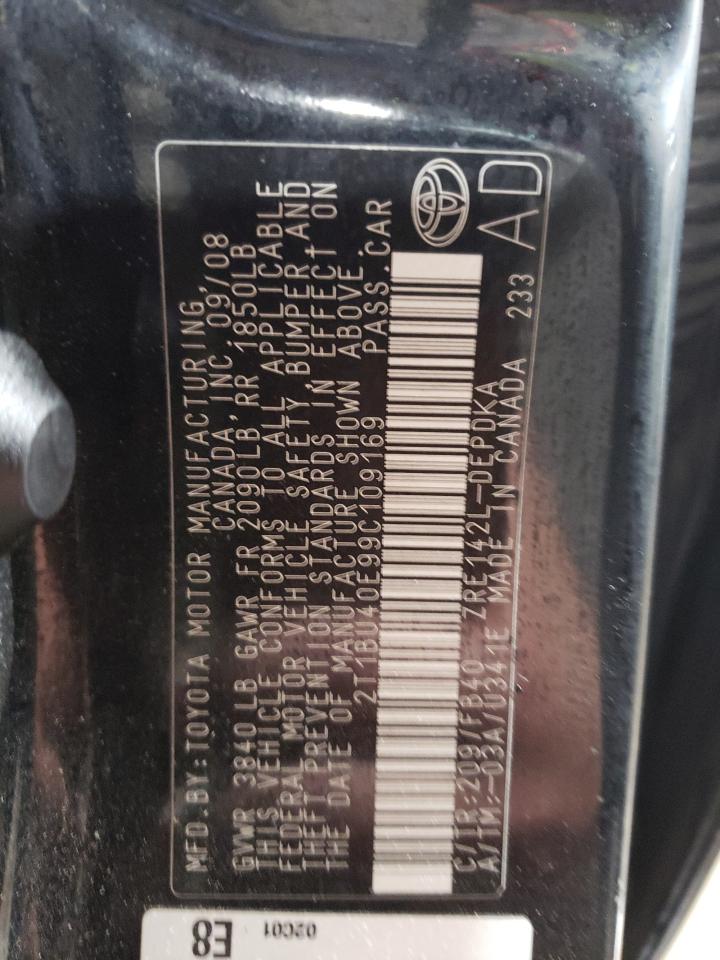 MFD.BY:TOYOTA MOTOR MANUFACTURING,
CANADA, INC. 09/08
GVWR 3840LB GAWR FR 2090LB RR 1850LB
THIS VEHICLE CONFORMS TO ALL APPLICABLE
FEDERAL MOTOR VEHICLE SAFETY, BUMPER AND
THEFT PREVENTION STANDARDS IN EFFECT ON
THE DATE OF MANUFACTURE SHOWN ABOVE.
2T1BU40E99C109169 PASS.CAR
C/TR:209/FB40 ZRE142L-DEPDKA
A/TM:-03A/U341E MADE IN CANADA 233
AD
E8
02C01